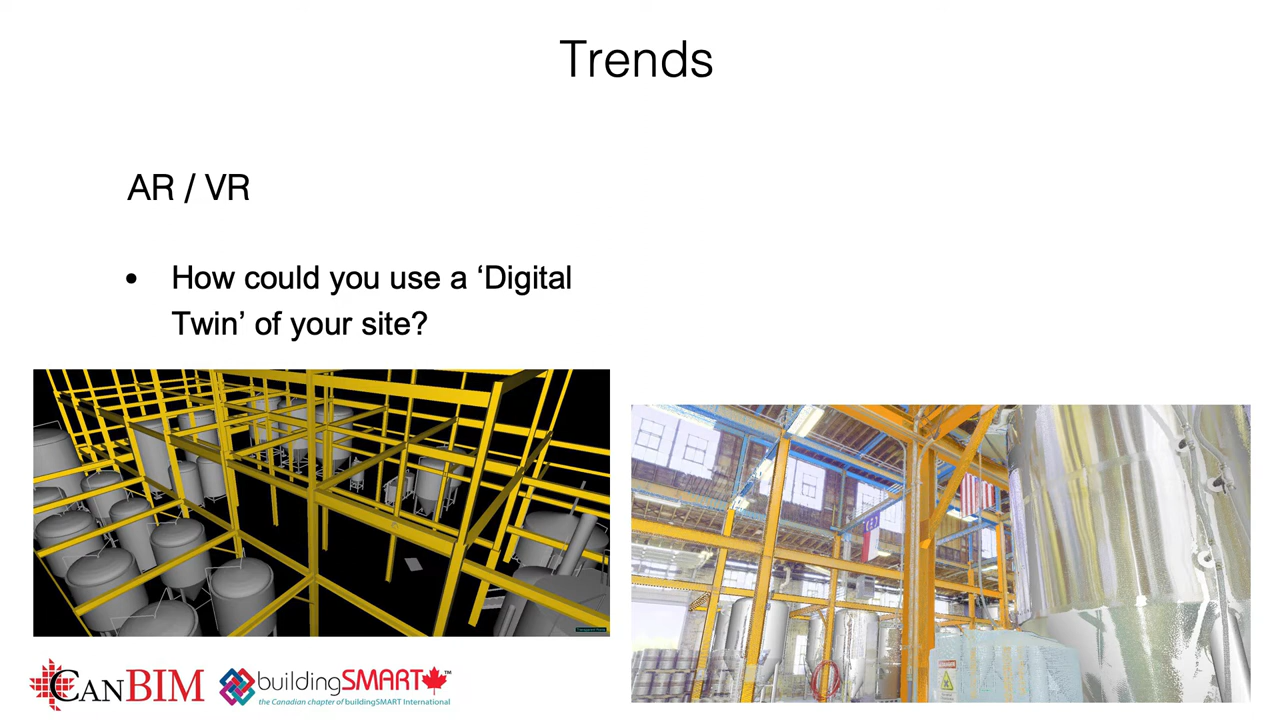 Trends
AR / VR
• How could you use a ‘Digital
Twin’ of your site?
CANBIM
buildingSMART™
the Canadian chapter of buildingSMART International